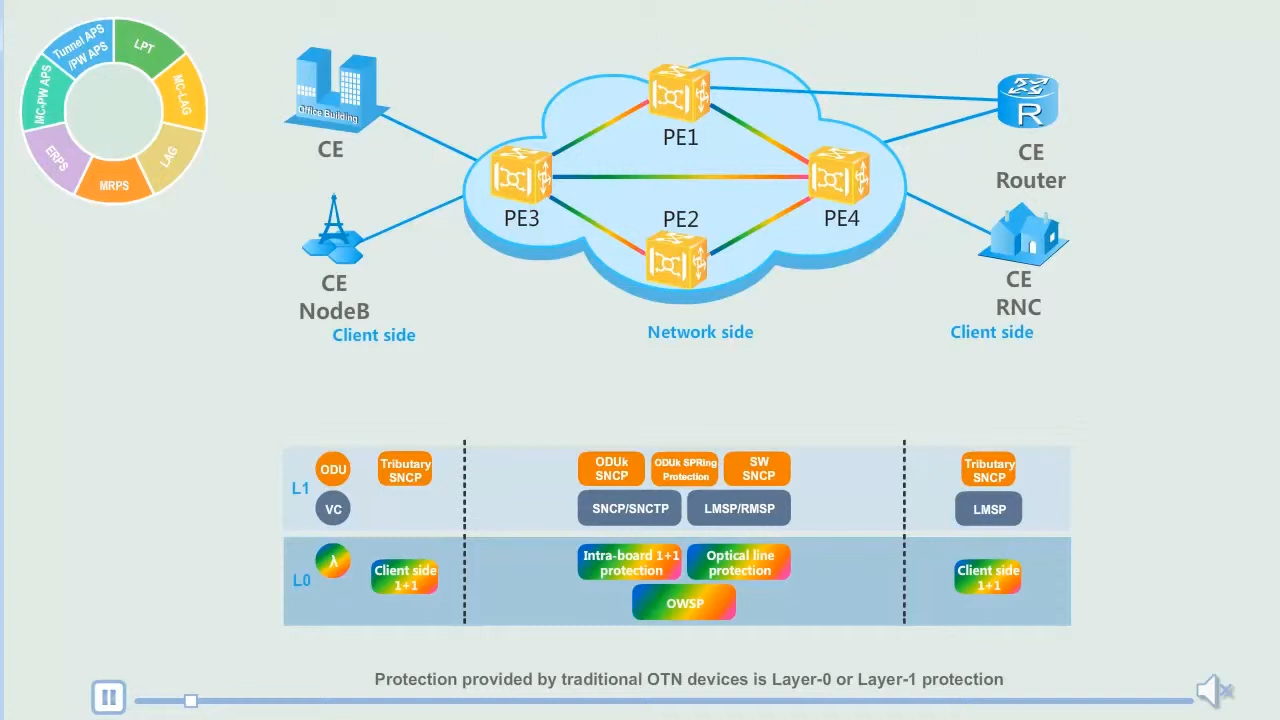 Tunnel APS
/PW APS
LPT
MC-LAG
LAG
MRPS
ERPS
MC-PW APS
Office Building
CE
CE
NodeB
Client side
PE1
PE3
PE2
PE4
Network side
R
CE
Router
CE
RNC
Client side
L1
ODU
Tributary
SNCP
ODUk
SNCP
ODUk SPRing
Protection
SW
SNCP
Tributary
SNCP
VC
SNCP/SNCTP
LMSP/RMSP
LMSP
L0
λ
Client side
1+1
Intra-board 1+1
protection
Optical line
protection
OWSP
Client side
1+1
Protection provided by traditional OTN devices is Layer-0 or Layer-1 protection